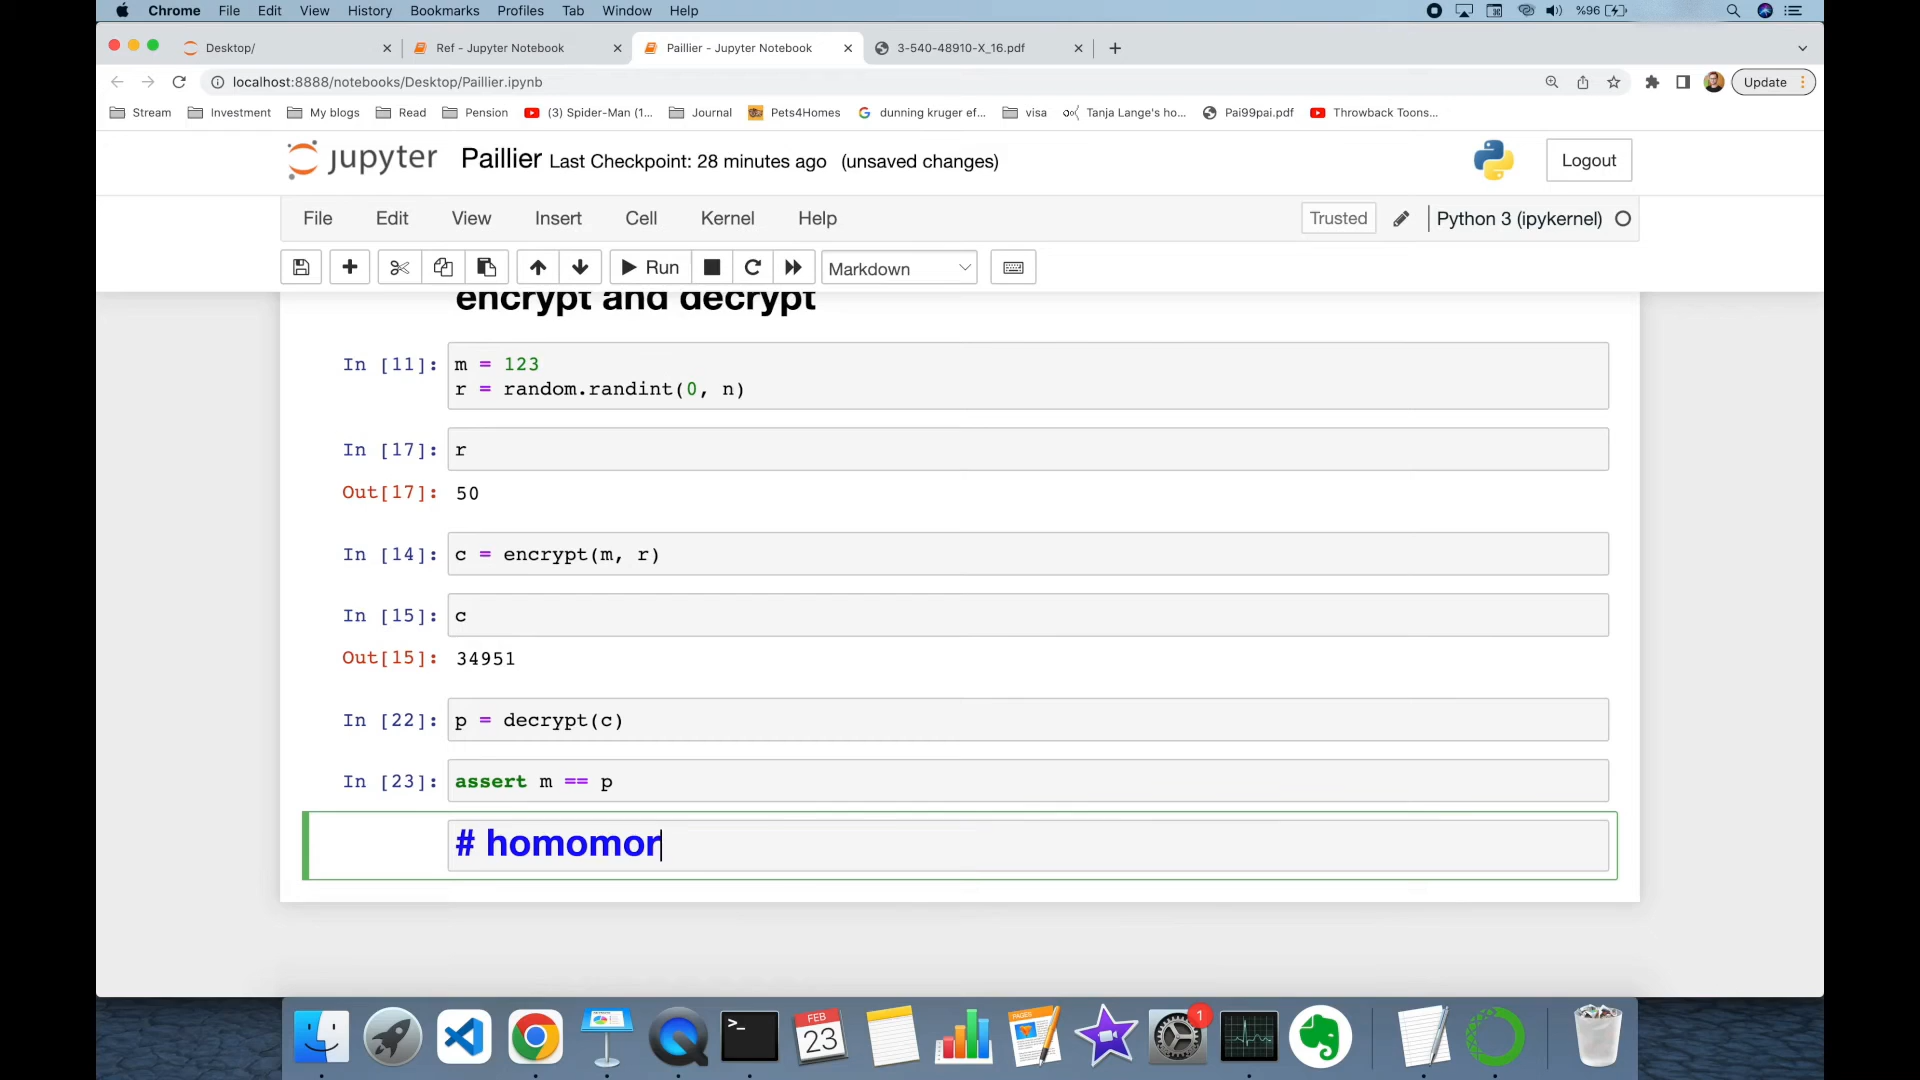 Chrome File Edit View History Bookmarks Profiles Tab Window Help %96
Desktop/ Ref - Jupyter Notebook Paillier - Jupyter Notebook 3-540-48910-X_16.pdf
localhost:8888/notebooks/Desktop/Paillier.ipynb Update
Stream Investment My blogs Read Pension (3) Spider-Man (1... Journal Pets4Homes dunning kruger ef... visa Tanja Lange's ho... Pai99pai.pdf Throwback Toons...
jupyter Paillier Last Checkpoint: 28 minutes ago (unsaved changes) Logout
File Edit View Insert Cell Kernel Help Trusted Python 3 (ipykernel)
Run Markdown
encrypt and decrypt
In [11]: m = 123
r = random.randint(0, n)
In [17]: r
Out[17]: 50
In [14]: c = encrypt(m, r)
In [15]: c
Out[15]: 34951
In [22]: p = decrypt(c)
In [23]: assert m == p
# homomor
>_
FEB
23
PAGES
1